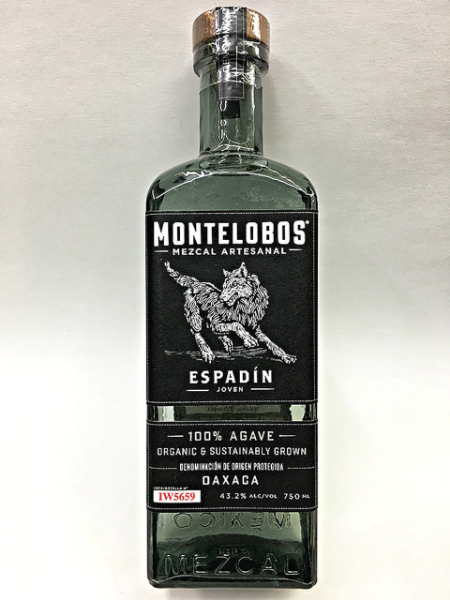 MONTELOBOS®
MEZCAL ARTESANAL
ESPADÍN
JOVEN
100% AGAVE
ORGANIC & SUSTAINABLY GROWN
DENOMINACIÓN DE ORIGEN PROTEGIDA
OAXACA
IW5659
43.2% ALC/VOL 750 ML
MEXICO
MEZCAL